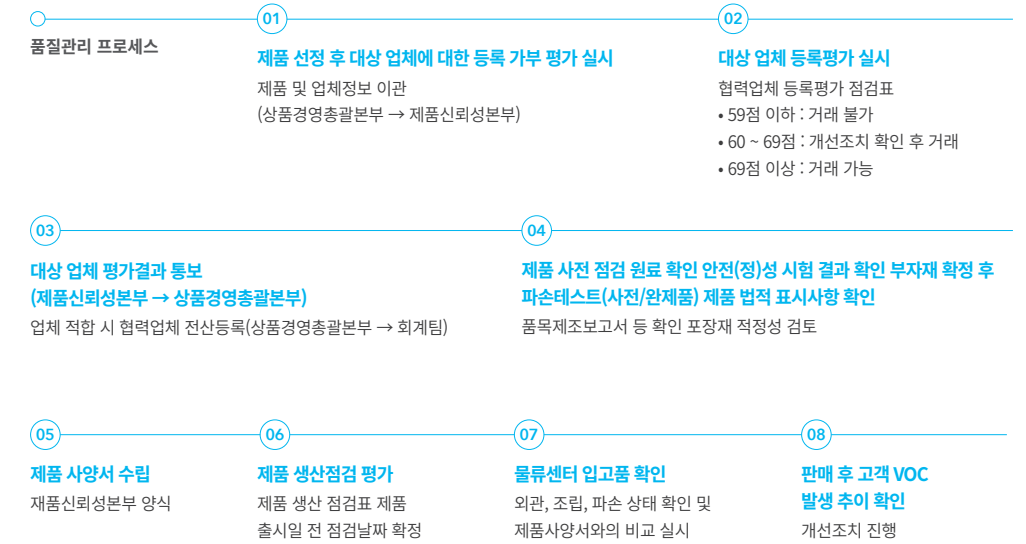 품질관리 프로세스
01
제품 선정 후 대상 업체에 대한 등록 가부 평가 실시
제품 및 업체정보 이관
(상품경영총괄본부 → 제품신뢰성본부)
02
대상 업체 등록평가 실시
협력업체 등록평가 점검표
• 59점 이하 : 거래 불가
• 60 ~ 69점 : 개선조치 확인 후 거래
• 69점 이상 : 거래 가능
03
대상 업체 평가결과 통보
(제품신뢰성본부 → 상품경영총괄본부)
업체 적합 시 협력업체 전산등록(상품경영총괄본부 → 회계팀)
04
제품 사전 점검 원료 확인 안전(정)성 시험 결과 확인 부자재 확정 후
파손테스트(사전/완제품) 제품 법적 표시사항 확인
품목제조보고서 등 확인 포장재 적정성 검토
05
제품 사양서 수립
재품신뢰성본부 양식
06
제품 생산점검 평가
제품 생산 점검표 제품
출시일 전 점검날짜 확정
07
물류센터 입고품 확인
외관, 조립, 파손 상태 확인 및
제품사양서와의 비교 실시
08
판매 후 고객 VOC
발생 추이 확인
개선조치 진행